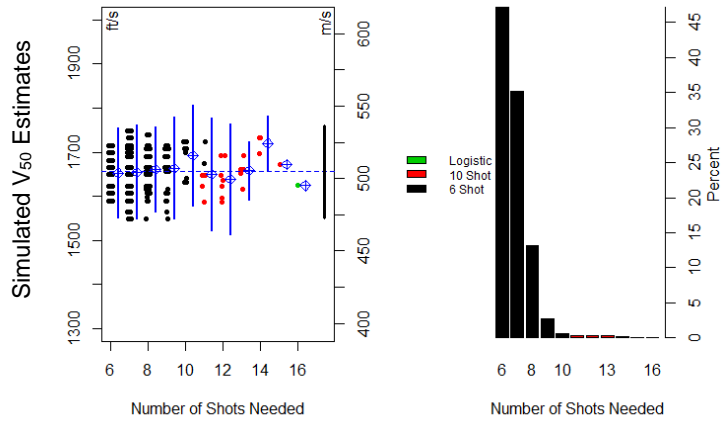 Simulated V50 Estimates
ft/s
m/s
1900
1700
1500
1300
600
550
500
450
400
6 8 10 12 14 16
Number of Shots Needed
Logistic
10 Shot
6 Shot
45
40
35
30
25
20
15
10
5
0
Percent
6 8 10 13 16
Number of Shots Needed